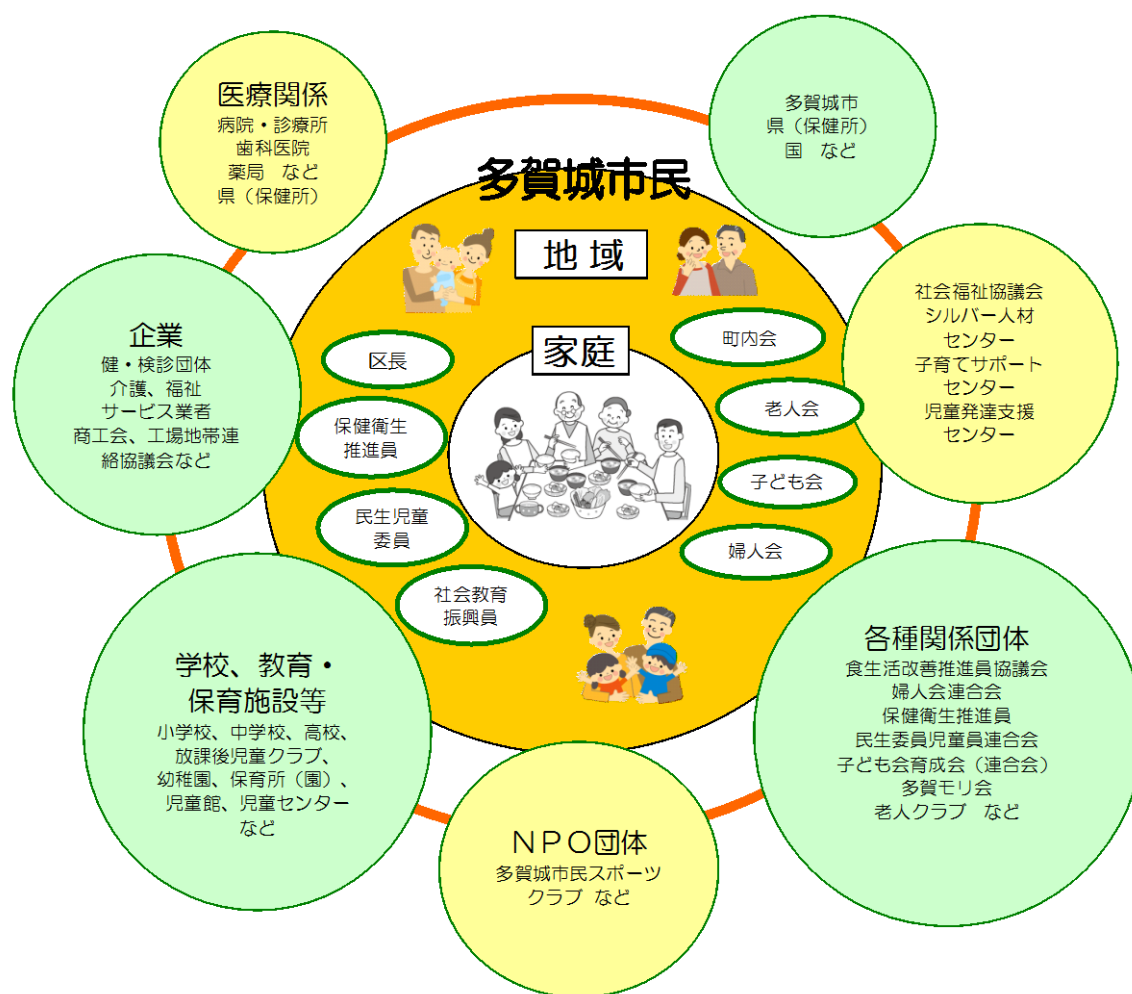 医療関係
病院・診療所
歯科医院
薬局 など
県（保健所）
多賀城市
県（保健所）
国 など
多賀城市民
地域
家庭
区長
保健衛生
推進員
民生児童
委員
社会教育
振興員
町内会
老人会
子ども会
婦人会
社会福祉協議会
シルバー人材
センター
子育てサポート
センター
児童発達支援
センター
企業
健・検診団体
介護、福祉
サービス業者
商工会、工場地帯連
絡協議会など
学校、教育・
保育施設等
小学校、中学校、高校、
放課後児童クラブ、
幼稚園、保育所（園）、
児童館、児童センター
など
ＮＰＯ団体
多賀城市民スポーツ
クラブ など
各種関係団体
食生活改善推進員協議会
婦人会連合会
保健衛生推進員
民生委員児童員連合会
子ども会育成会（連合会）
多賀モリ会
老人クラブ など